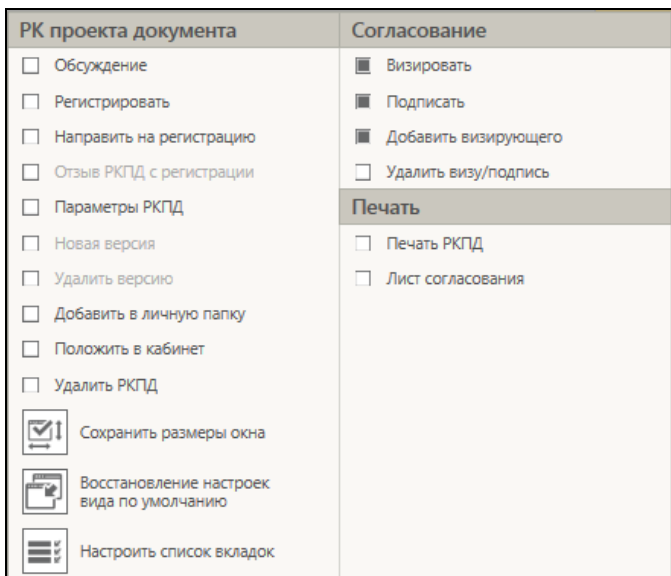 РК проекта документа
Обсуждение
Регистрировать
Направить на регистрацию
Отзыв РКПД с регистрации
Параметры РКПД
Новая версия
Удалить версию
Добавить в личную папку
Положить в кабинет
Удалить РКПД
Сохранить размеры окна
Восстановление настроек
вида по умолчанию
Настроить список вкладок
Согласование
Визировать
Подписать
Добавить визирующего
Удалить визу/подпись
Печать
Печать РКПД
Лист согласования